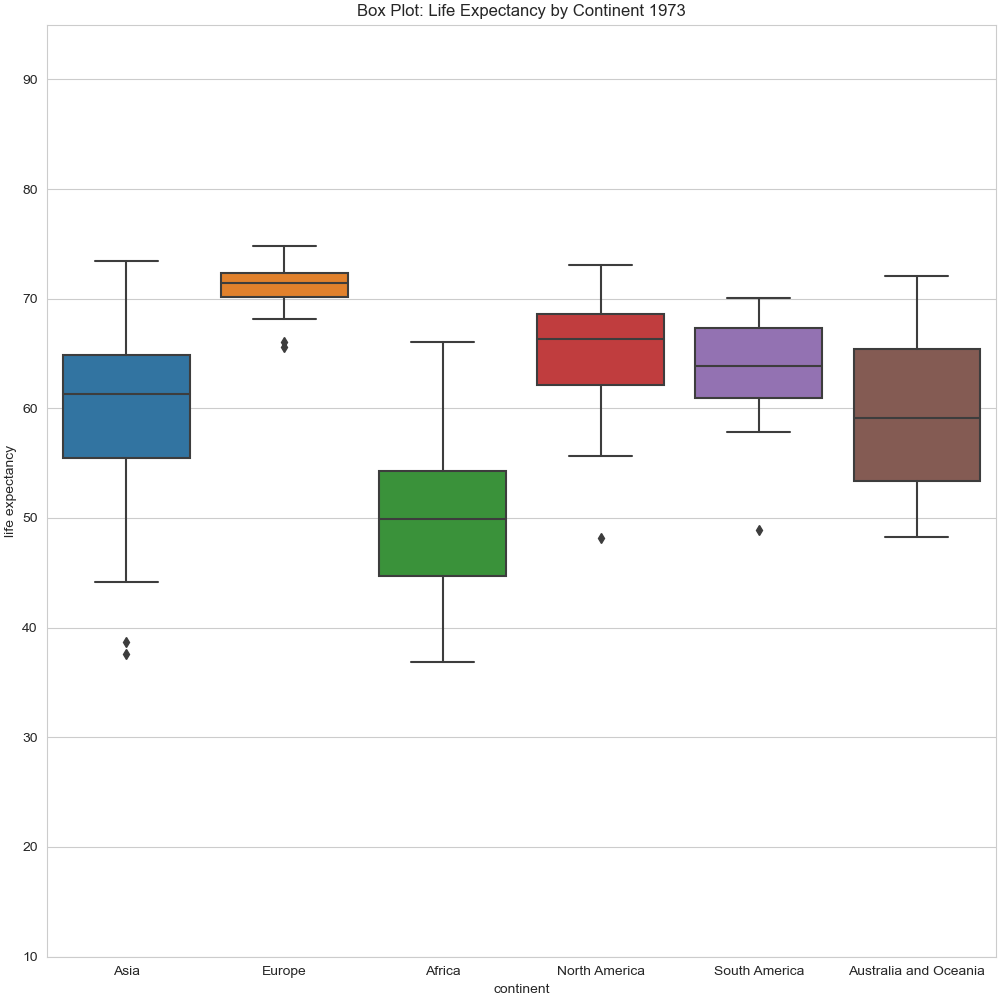 Box Plot: Life Expectancy by Continent 1973
90
80
70
60
50
40
30
20
10
life expectancy
Asia
Europe
Africa
North America
South America
Australia and Oceania
continent